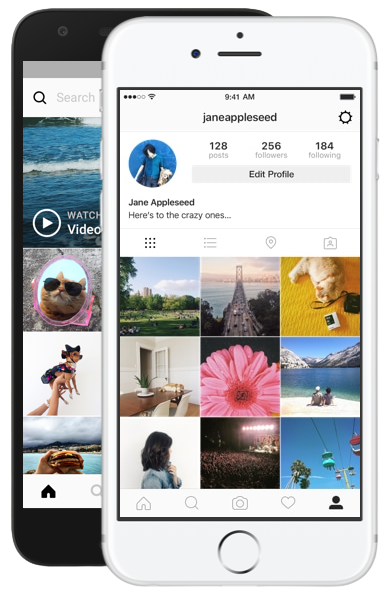 Search
WATCH
Video
9:41 AM
janeappleseed
128
posts
256
followers
184
following
Edit Profile
Jane Appleseed
Here's to the crazy ones...